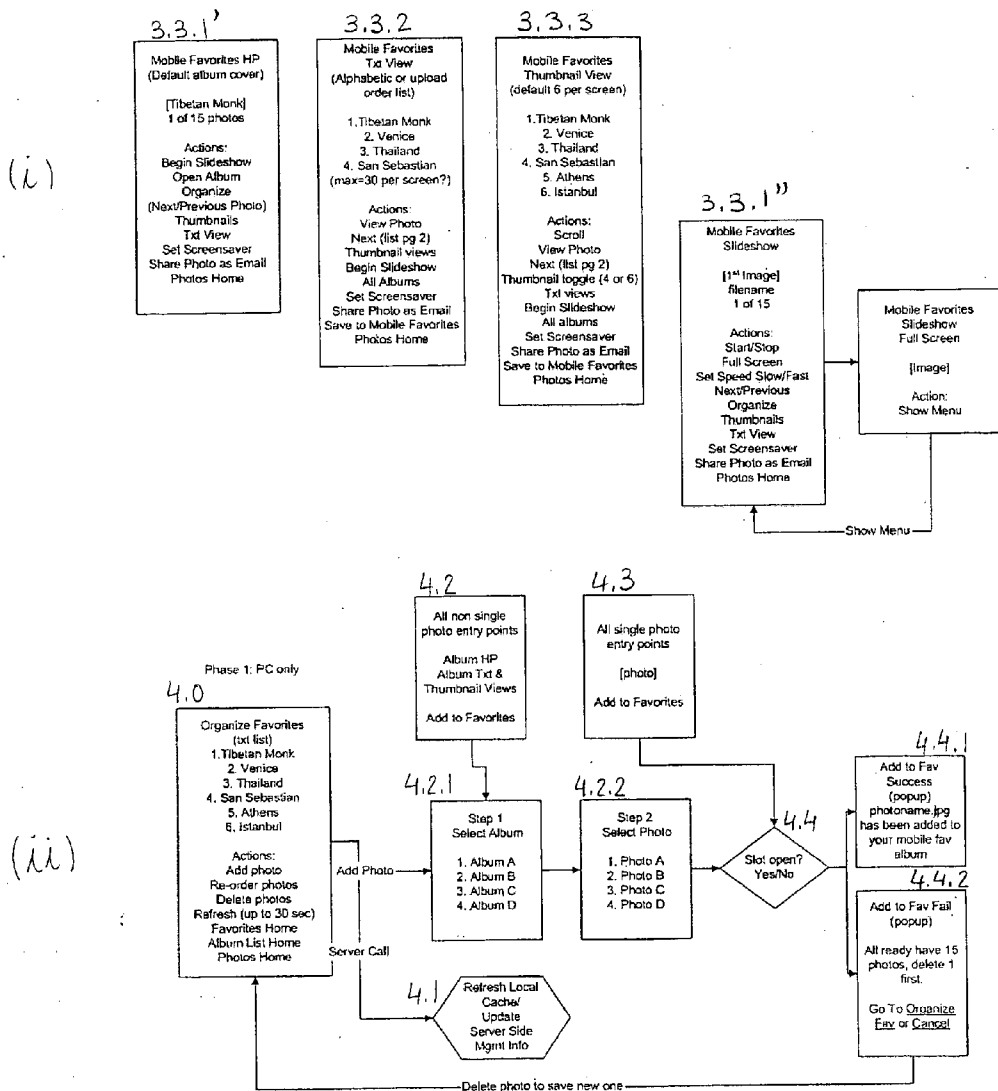 (i)
3.3.1'
Mobile Favorites HP
(Default album cover)
[Tibetan Monk]
1 of 15 photos
Actions:
Begin Slideshow
Open Album
Organize
(Next/Previous Photo)
Thumbnails
Txt View
Set Screensaver
Share Photo as Email
Photos Home
3.3.2
Mobile Favorites
Txt View
(Alphabetic or upload
order list)
1.Tibetan Monk
2. Venice
3. Thailand
4. San Sebastian
(max=30 per screen?)
Actions:
View Photo
Next (list pg 2)
Thumbnail views
Begin Slideshow
All Albums
Set Screensaver
Share Photo as Email
Save to Mobile Favorites
Photos Home
3.3.3
Mobile Favorites
Thumbnail View
(default 6 per screen)
1.Tibetan Monk
2. Venice
3. Thailand
4. San Sebastian
5. Athens
6. Istanbul
Actions:
Scroll
View Photo
Next (list pg 2)
Thumbnail toggle (4 or 6)
Txt views
Begin Slideshow
All albums
Set Screensaver
Share Photo as Email
Save to Mobile Favorites
Photos Home
3.3.1"
Mobile Favorites
Slideshow
[1st Image]
filename
1 of 15
Actions:
Start/Stop
Full Screen
Set Speed Slow/Fast
Next/Previous
Organize
Thumbnails
Txt View
Set Screensaver
Share Photo as Email
Photos Home
Mobile Favorites
Slideshow
Full Screen
[Image]
Action:
Show Menu
Show Menu
(ii)
Phase 1: PC only
4.0
Organize Favorites
(txt list)
1.Tibetan Monk
2. Venice
3. Thailand
4. San Sebastian
5. Athens
6. Istanbul
Actions:
Add photo
Re-order photos
Delete photos
Refresh (up to 30 sec)
Favorites Home
Album List Home
Photos Home
Add Photo
Server Call
4.1
Refresh Local
Cache/
Update
Server Side
Mgmt Info
4.2
All non single
photo entry points
Album HP
Album Txt &
Thumbnail Views
Add to Favorites
4.2.1
Step 1
Select Album
1. Album A
2. Album B
3. Album C
4. Album D
4.3
All single photo
entry points
[photo]
Add to Favorites
4.2.2
Step 2
Select Photo
1. Photo A
2. Photo B
3. Photo C
4. Photo D
4.4
Slot open?
Yes/No
4.4.1
Add to Fav
Success
(popup)
photoname.jpg
has been added to
your mobile fav
album
4.4.2
Add to Fav Fail
(popup)
All ready have 15
photos, delete 1
first.
Go To Organize
Fav or Cancel
Delete photo to save new one